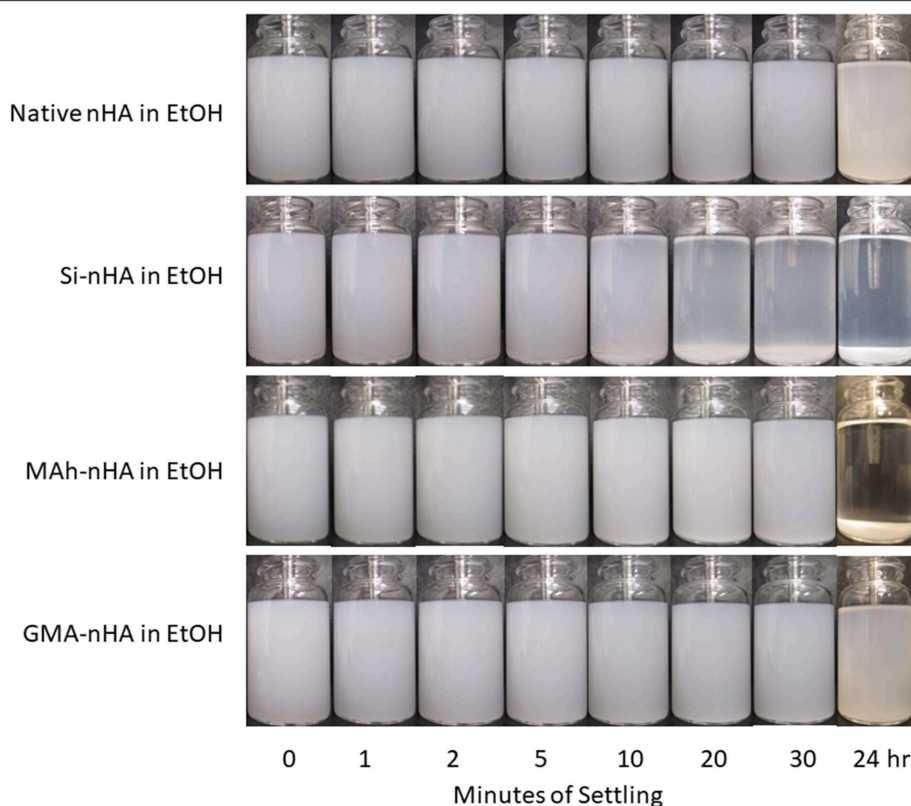 Native nHA in EtOH
Si-nHA in EtOH
MAh-nHA in EtOH
GMA-nHA in EtOH
0 1 2 5 10 20 30 24 hr
Minutes of Settling